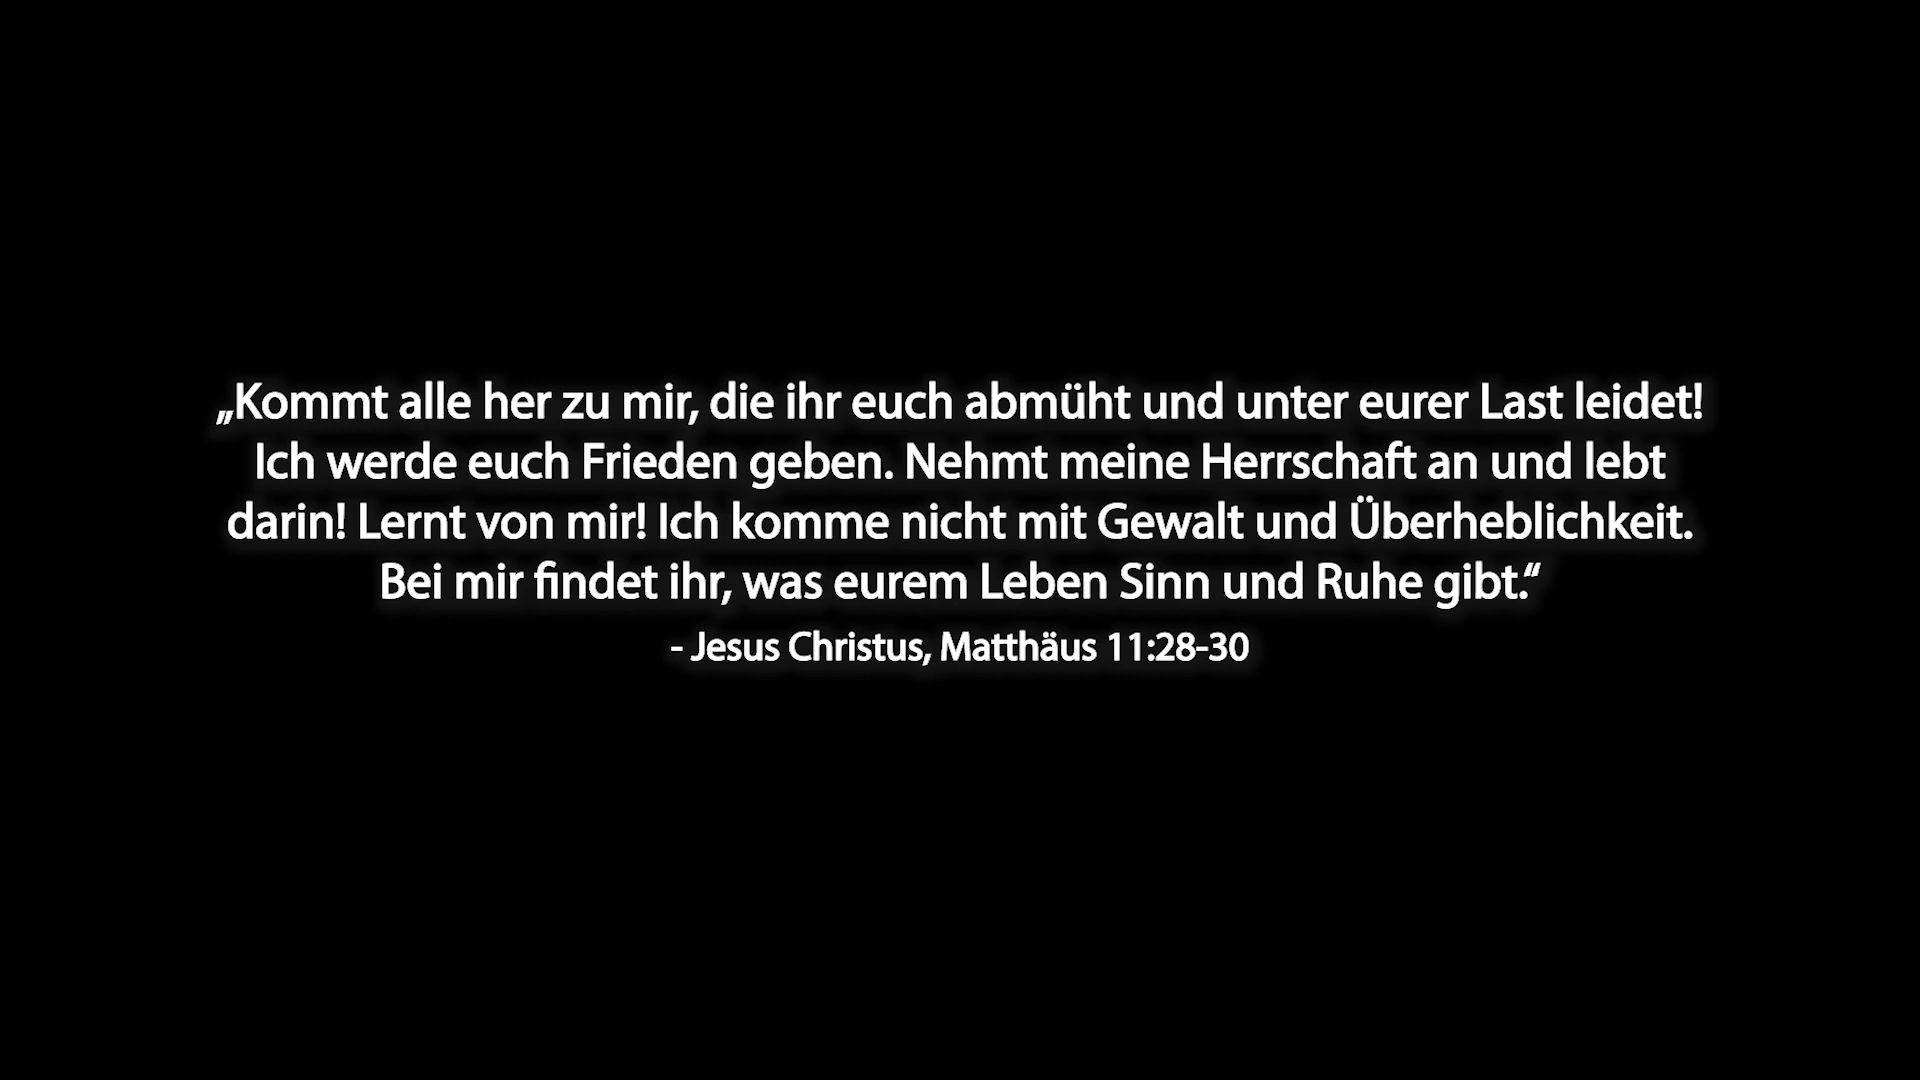 „Kommt alle her zu mir, die ihr euch abmüht und unter eurer Last leidet!
Ich werde euch Frieden geben. Nehmt meine Herrschaft an und lebt
darin! Lernt von mir! Ich komme nicht mit Gewalt und Überheblichkeit.
Bei mir findet ihr, was eurem Leben Sinn und Ruhe gibt.“
- Jesus Christus, Matthäus 11:28-30